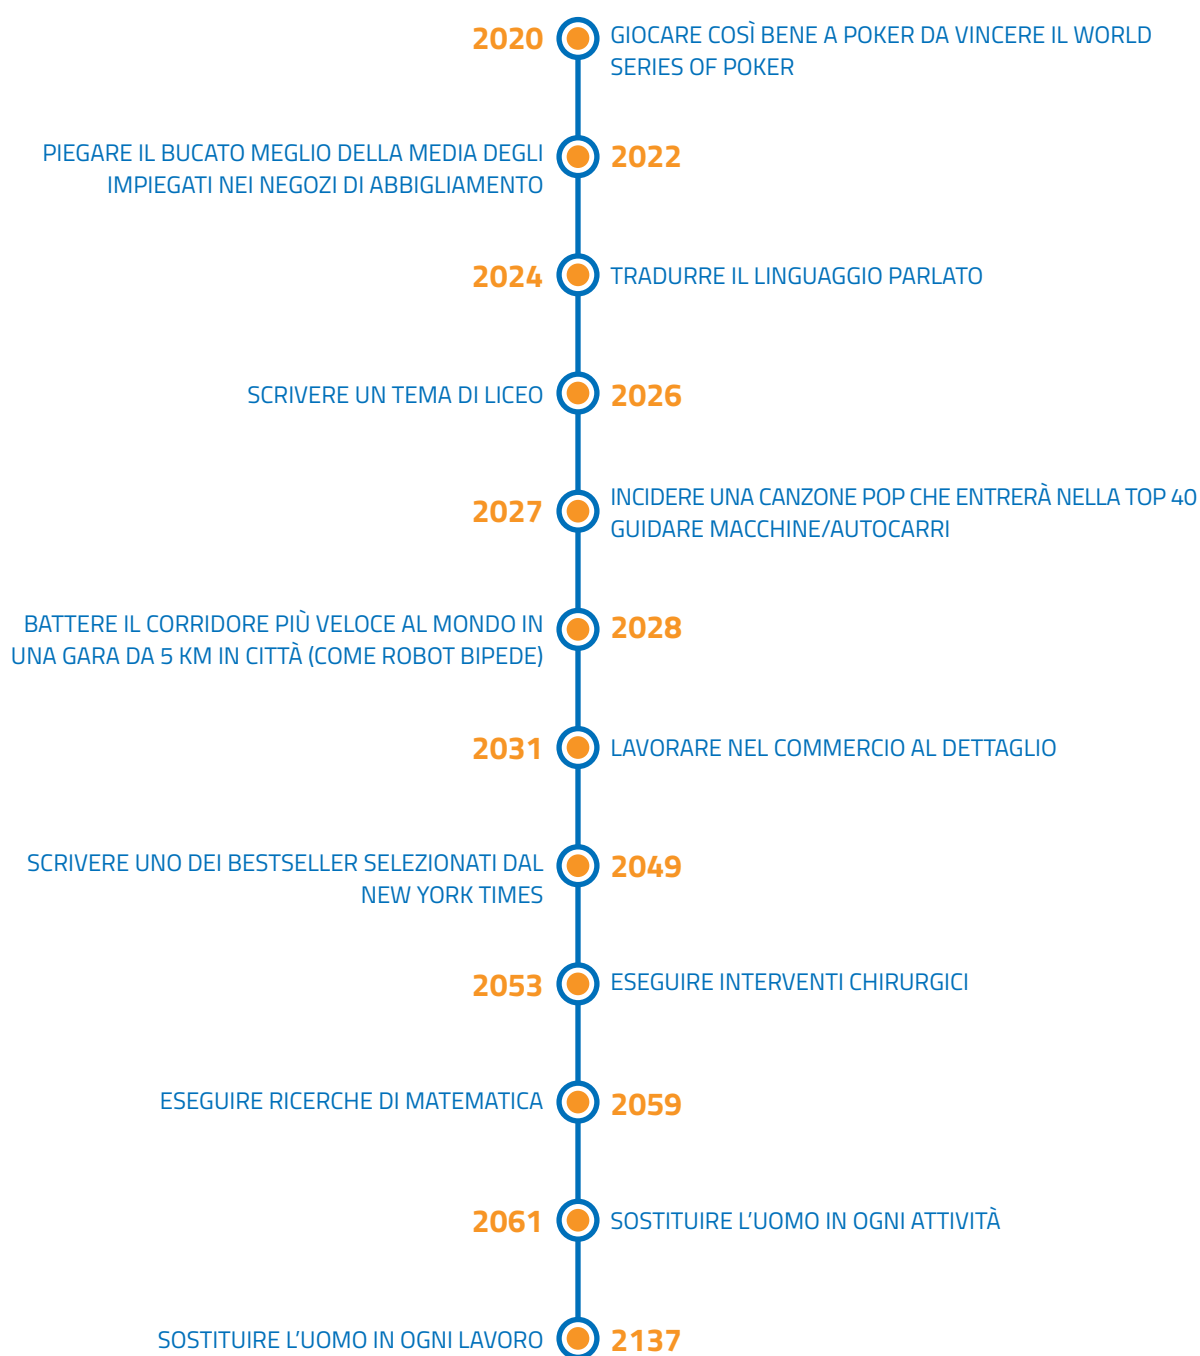 2020
GIOCARE COSÌ BENE A POKER DA VINCERE IL WORLD
SERIES OF POKER
PIEGARE IL BUCATO MEGLIO DELLA MEDIA DEGLI
IMPIEGATI NEI NEGOZI DI ABBIGLIAMENTO
2022
2024
TRADURRE IL LINGUAGGIO PARLATO
SCRIVERE UN TEMA DI LICEO
2026
2027
INCIDERE UNA CANZONE POP CHE ENTRERÀ NELLA TOP 40
GUIDARE MACCHINE/AUTOCARRI
BATTERE IL CORRIDORE PIÙ VELOCE AL MONDO IN
UNA GARA DA 5 KM IN CITTÀ (COME ROBOT BIPEDE)
2028
2031
LAVORARE NEL COMMERCIO AL DETTAGLIO
SCRIVERE UNO DEI BESTSELLER SELEZIONATI DAL
NEW YORK TIMES
2049
2053
ESEGUIRE INTERVENTI CHIRURGICI
ESEGUIRE RICERCHE DI MATEMATICA
2059
2061
SOSTITUIRE L'UOMO IN OGNI ATTIVITÀ
SOSTITUIRE L'UOMO IN OGNI LAVORO
2137